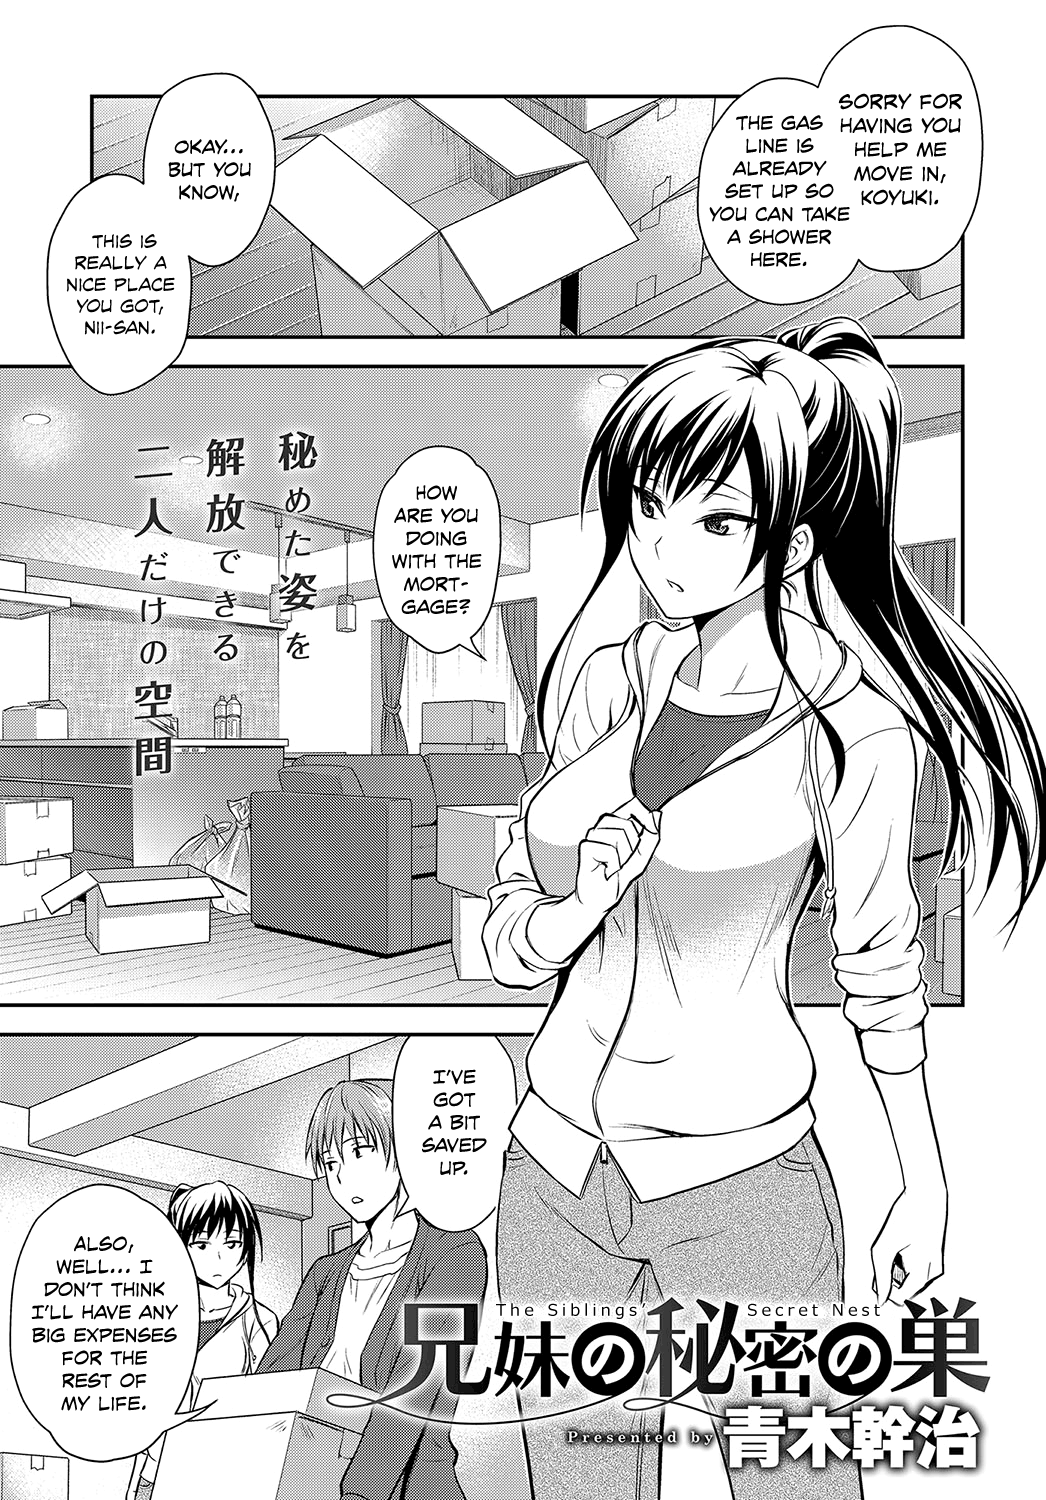 SORRY FOR
HAVING YOU
HELP ME
MOVE IN,
KOYUKI.
THE GAS
LINE IS
ALREADY
SET UP SO
YOU CAN TAKE
A SHOWER
HERE.
OKAY...
BUT YOU
KNOW,
THIS IS
REALLY A
NICE PLACE
YOU GOT,
NII-SAN.
秘めた姿を
解放できる
二人だけの空間
HOW
ARE YOU
DOING
WITH THE
MORT-
GAGE?
I'VE
GOT
A BIT
SAVED
UP.
ALSO,
WELL... I
DON'T THINK
I'LL HAVE ANY
BIG EXPENSES
FOR THE
REST OF
MY LIFE.
The Siblings' Secret Nest
兄妹の秘密の巣
Presented by 青木幹治